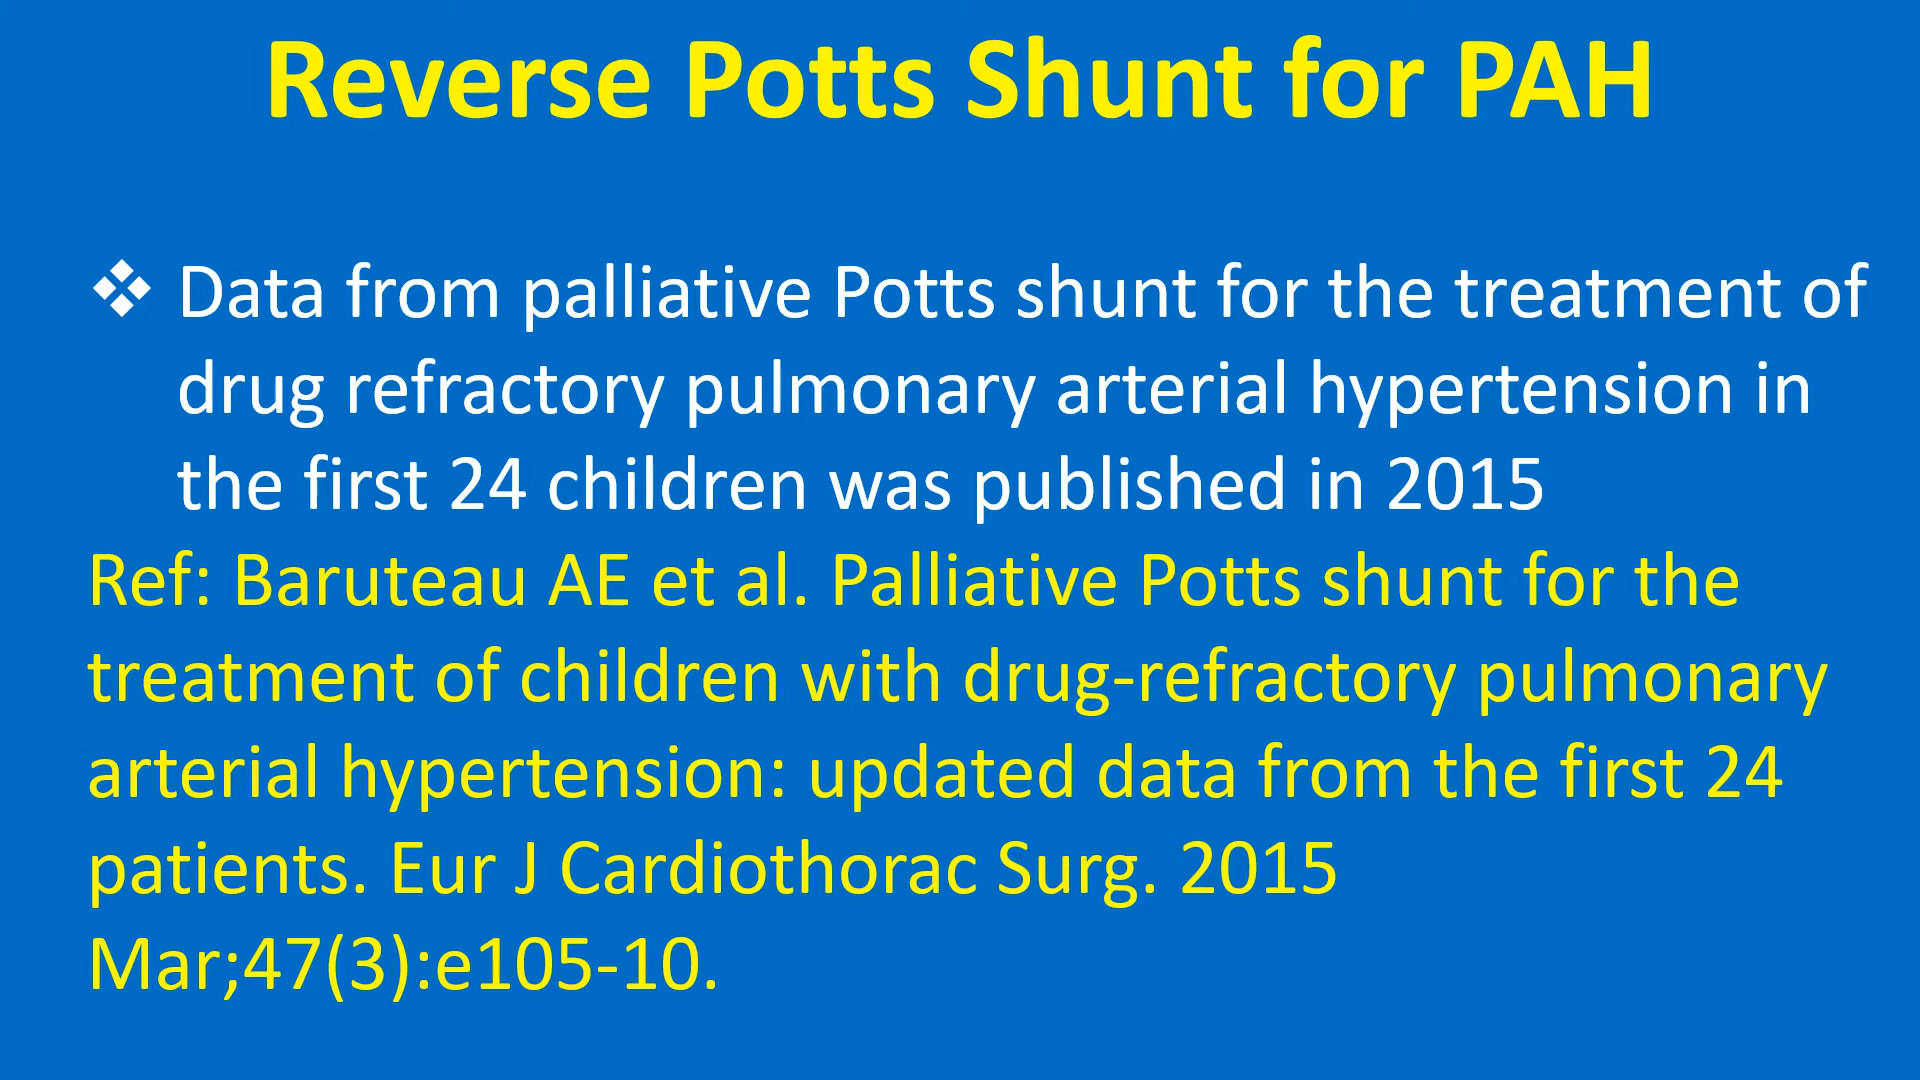 Reverse Potts Shunt for PAH
❖ Data from palliative Potts shunt for the treatment of
drug refractory pulmonary arterial hypertension in
the first 24 children was published in 2015
Ref: Baruteau AE et al. Palliative Potts shunt for the
treatment of children with drug-refractory pulmonary
arterial hypertension: updated data from the first 24
patients. Eur J Cardiothorac Surg. 2015
Mar;47(3):e105-10.